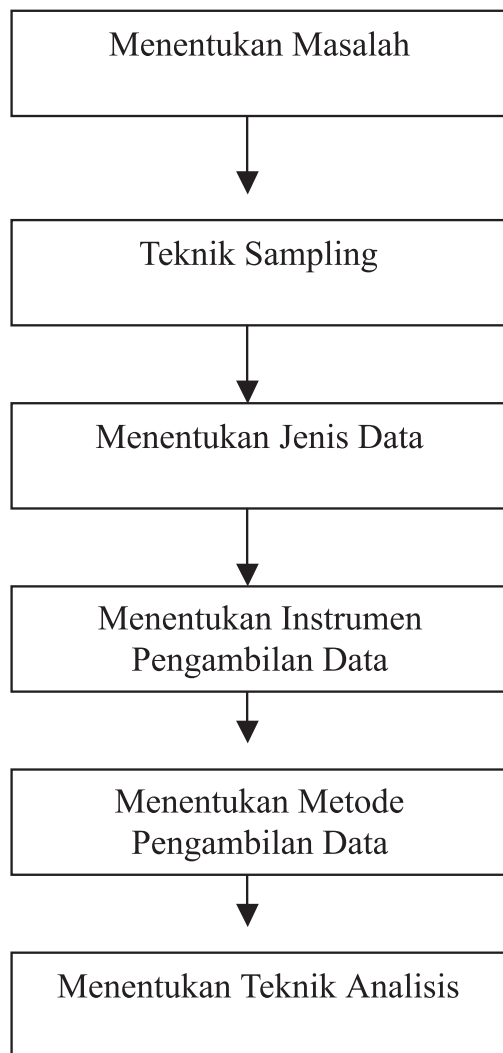 Menentukan Masalah
Teknik Sampling
Menentukan Jenis Data
Menentukan Instrumen
Pengambilan Data
Menentukan Metode
Pengambilan Data
Menentukan Teknik Analisis